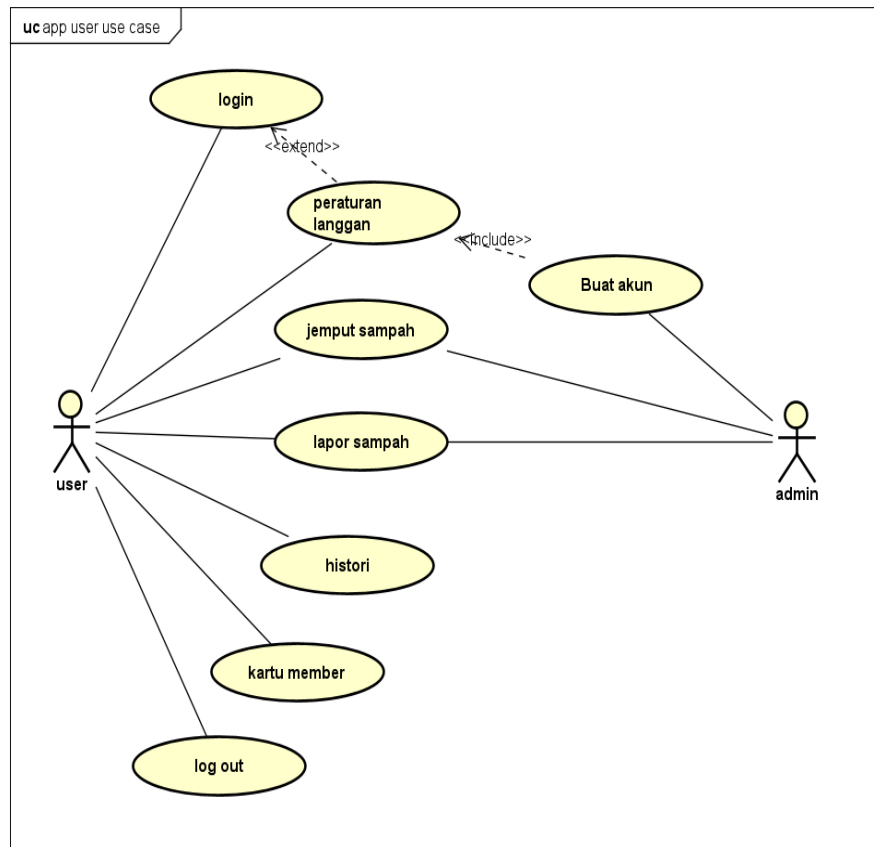 uc app user use case
login
<<extend>>
peraturan
langgan
<<include>>
Buat akun
jemput sampah
lapor sampah
user
admin
histori
kartu member
log out